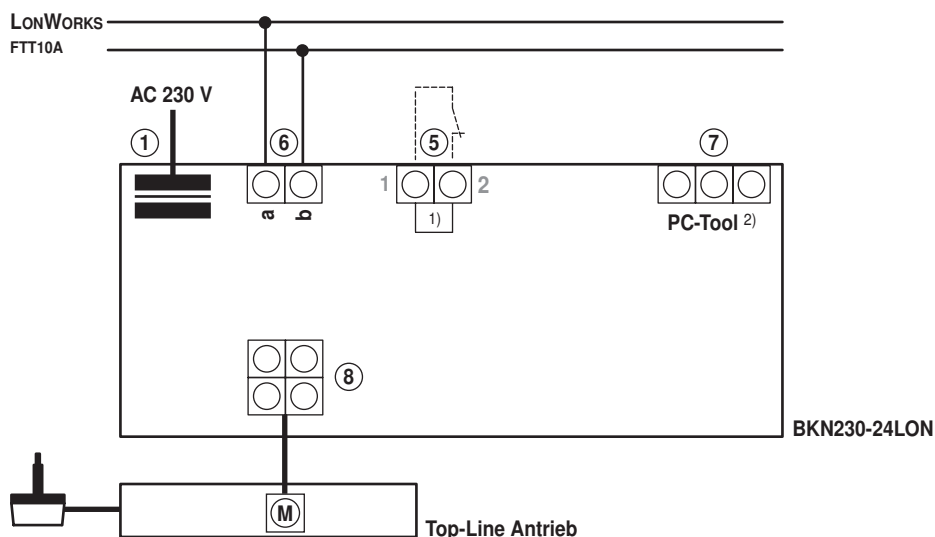 LONWORKS
FTT10A
AC 230 V
1
6
5
7
1
2
a
b
1)
PC-Tool 2)
8
BKN230-24LON
M
Top-Line Antrieb